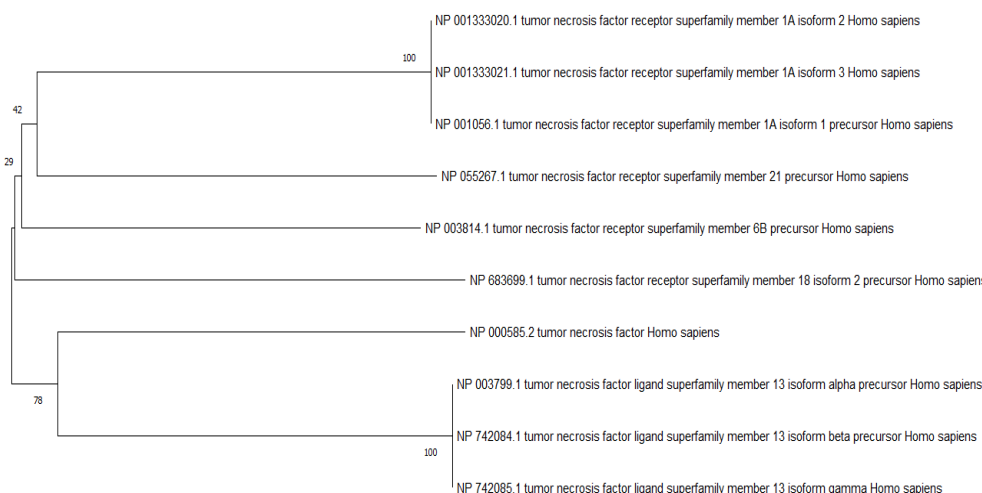 NP 001333020.1 tumor necrosis factor receptor superfamily member 1A isoform 2 Homo sapiens
100
NP 001333021.1 tumor necrosis factor receptor superfamily member 1A isoform 3 Homo sapiens
42
NP 001056.1 tumor necrosis factor receptor superfamily member 1A isoform 1 precursor Homo sapiens
29
NP 055267.1 tumor necrosis factor receptor superfamily member 21 precursor Homo sapiens
NP 003814.1 tumor necrosis factor receptor superfamily member 6B precursor Homo sapiens
NP 683699.1 tumor necrosis factor receptor superfamily member 18 isoform 2 precursor Homo sapiens
NP 000585.2 tumor necrosis factor Homo sapiens
NP 003799.1 tumor necrosis factor ligand superfamily member 13 isoform alpha precursor Homo sapiens
78
NP 742084.1 tumor necrosis factor ligand superfamily member 13 isoform beta precursor Homo sapiens
100
NP 742085.1 tumor necrosis factor ligand superfamily member 13 isoform gamma Homo sapiens